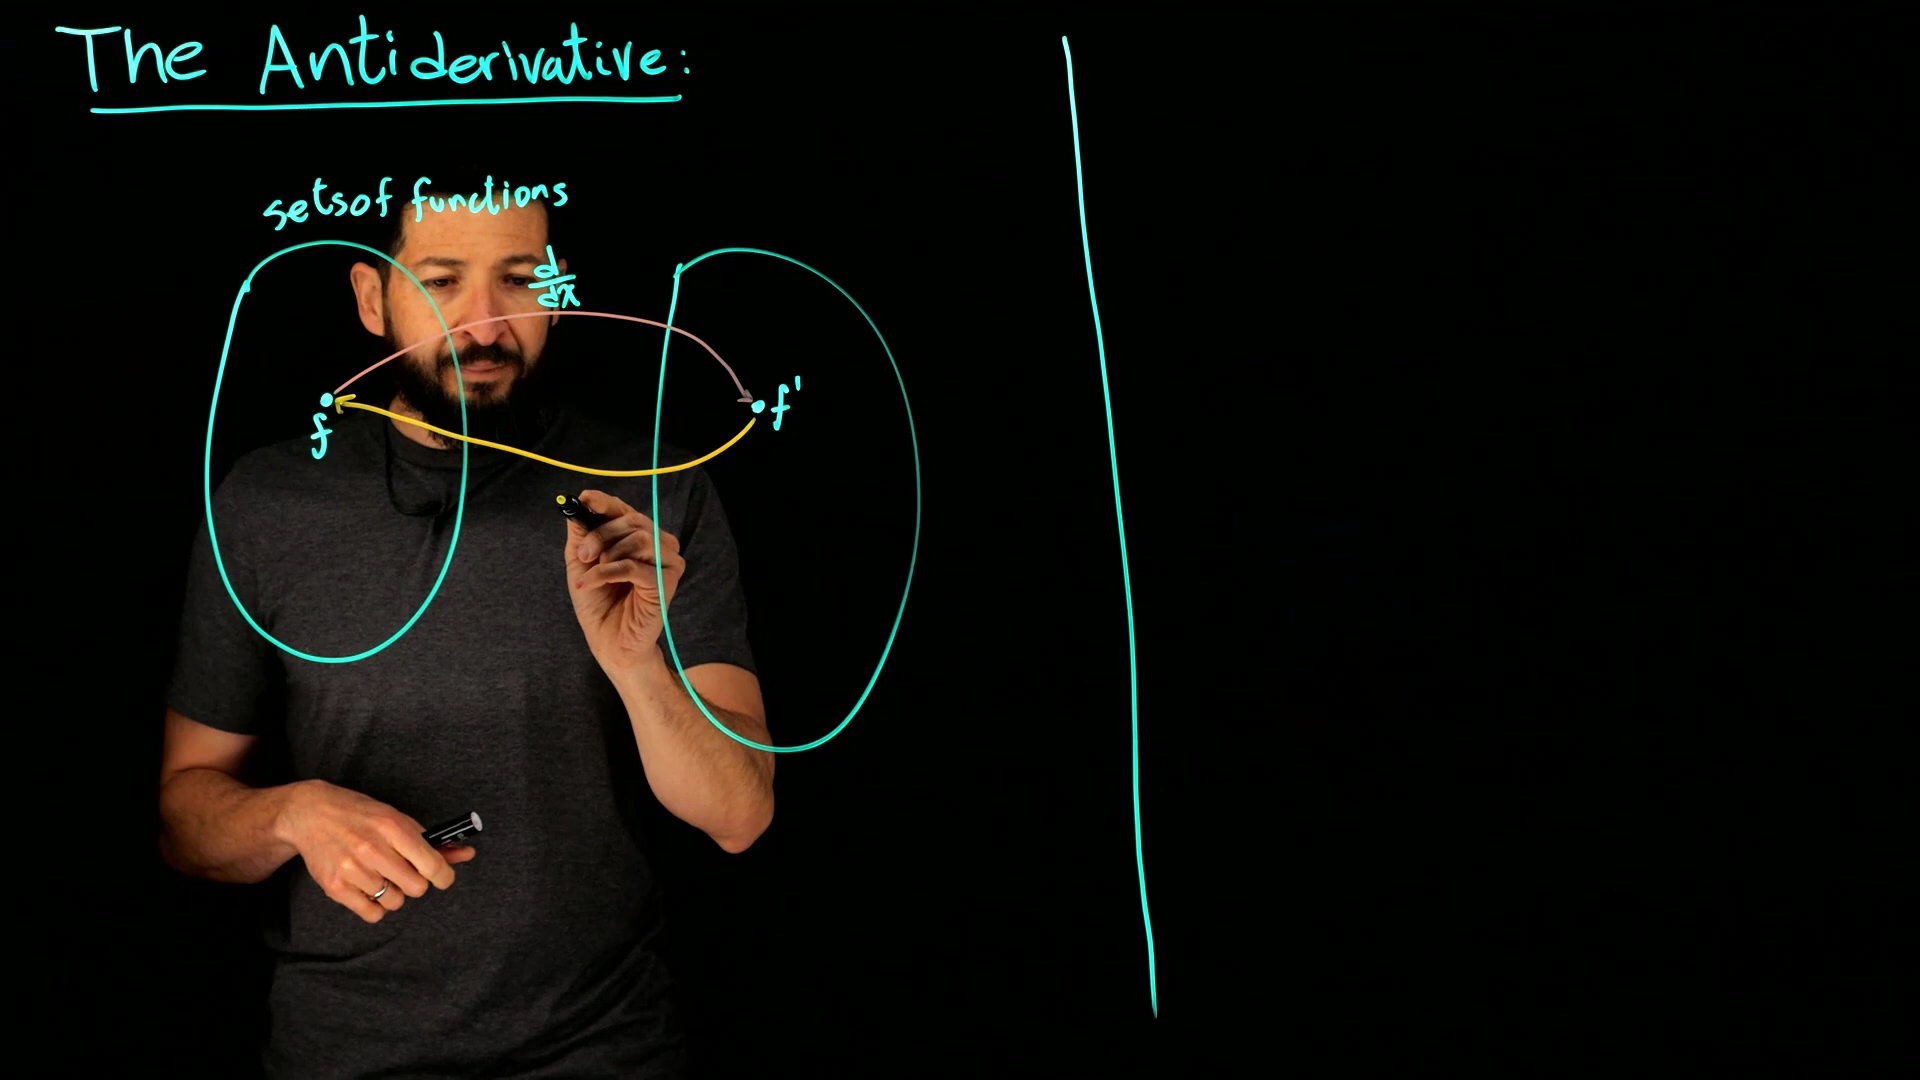 The Antiderivative:
setsof functions
d
dx
f
f'